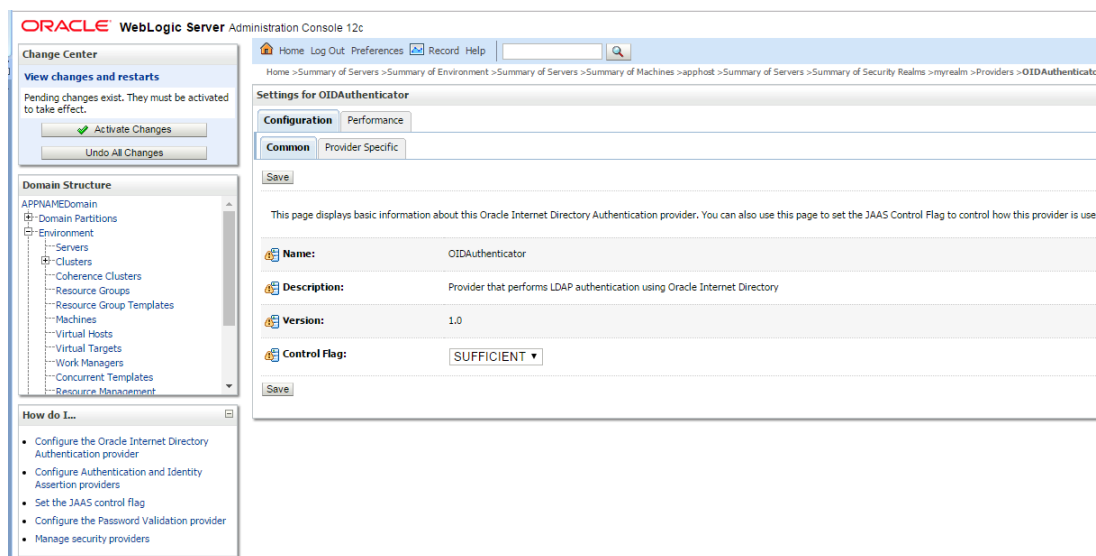 ORACLE WebLogic Server Administration Console 12c
Change Center
View changes and restarts
Pending changes exist. They must be activated
to take effect.
Activate Changes
Undo All Changes
Domain Structure
APPNAMEDomain
Domain Partitions
Environment
Servers
Clusters
Coherence Clusters
Resource Groups
Resource Group Templates
Machines
Virtual Hosts
Virtual Targets
Work Managers
Concurrent Templates
Resource Management
How do I...
Configure the Oracle Internet Directory
Authentication provider
Configure Authentication and Identity
Assertion providers
Set the JAAS control flag
Configure the Password Validation provider
Manage security providers
Home Log Out Preferences Record Help
Home >Summary of Servers >Summary of Environment >Summary of Servers >Summary of Machines >apphost >Summary of Servers >Summary of Security Realms >myrealm >Providers >OIDAuthenticato
Settings for OIDAuthenticator
Configuration Performance
Common Provider Specific
Save
This page displays basic information about this Oracle Internet Directory Authentication provider. You can also use this page to set the JAAS Control Flag to control how this provider is use
Name: OIDAuthenticator
Description: Provider that performs LDAP authentication using Oracle Internet Directory
Version: 1.0
Control Flag: SUFFICIENT
Save